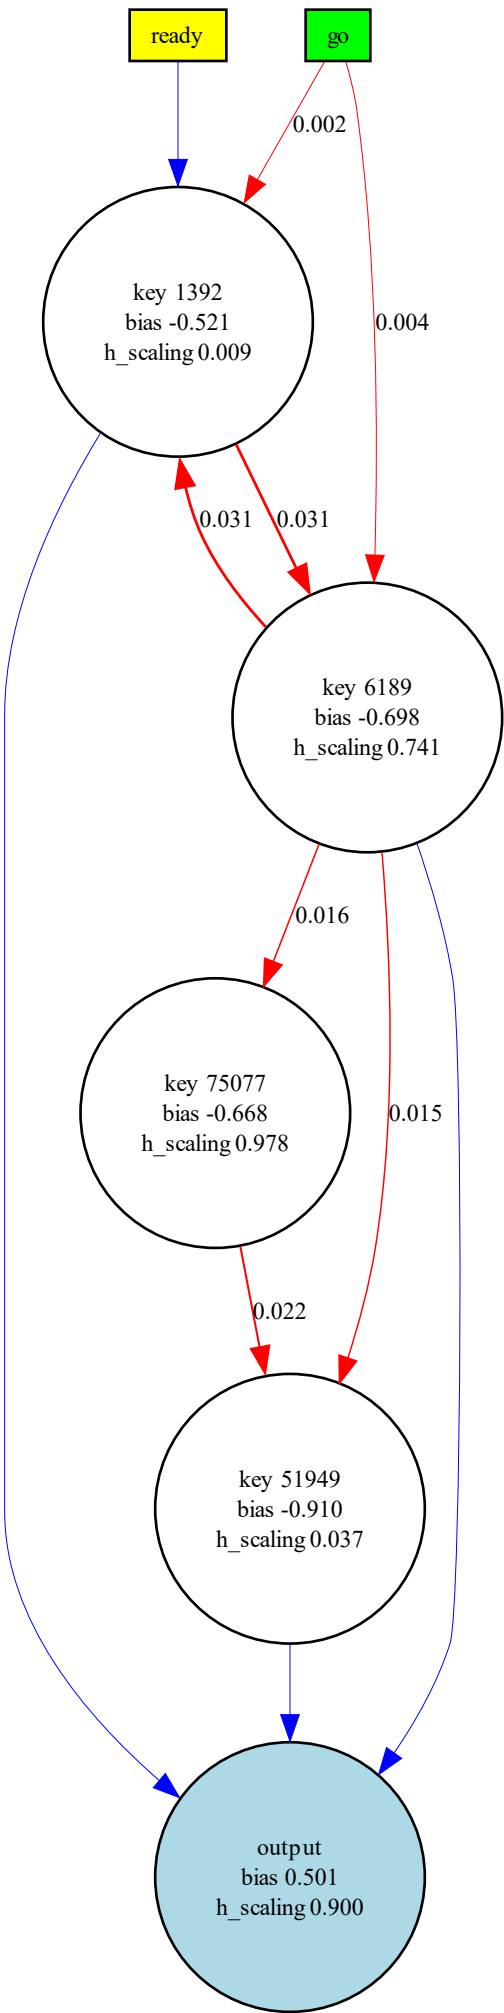 ready
go
0.002
key 1392
bias -0.521
h_scaling 0.009
0.004
0.031
0.031
key 6189
bias -0.698
h_scaling 0.741
0.016
key 75077
bias -0.668
h_scaling 0.978
0.015
0.022
key 51949
bias -0.910
h_scaling 0.037
output
bias 0.501
h_scaling 0.900